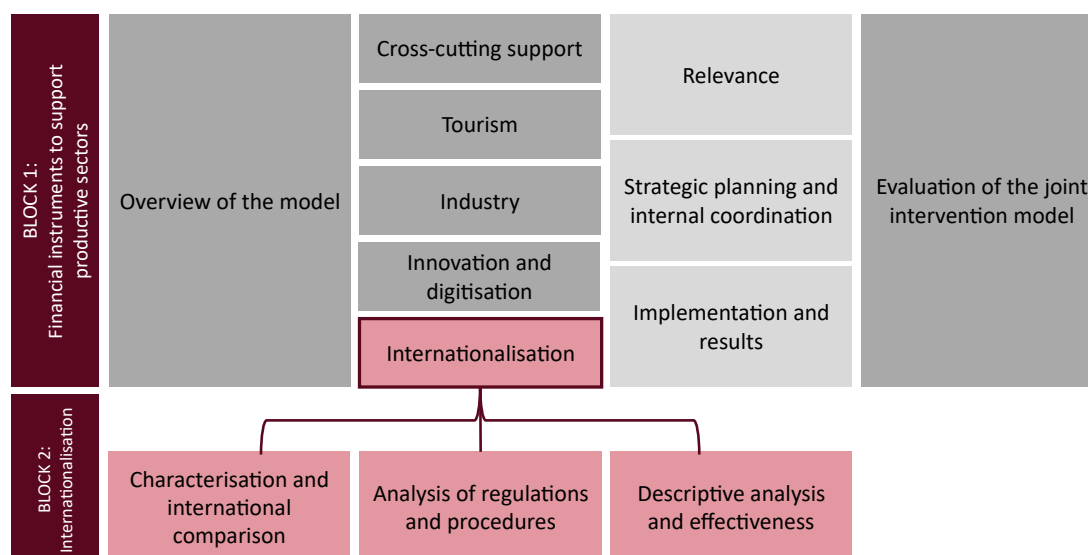 BLOCK 1:
Financial instruments to support
productive sectors
Overview of the model
Cross-cutting support
Tourism
Industry
Innovation and
digitisation
Internationalisation
Relevance
Strategic planning and
internal coordination
Implementation and
results
Evaluation of the joint
intervention model
BLOCK 2:
Internationalisation
Characterisation and
international
comparison
Analysis of regulations
and procedures
Descriptive analysis
and effectiveness